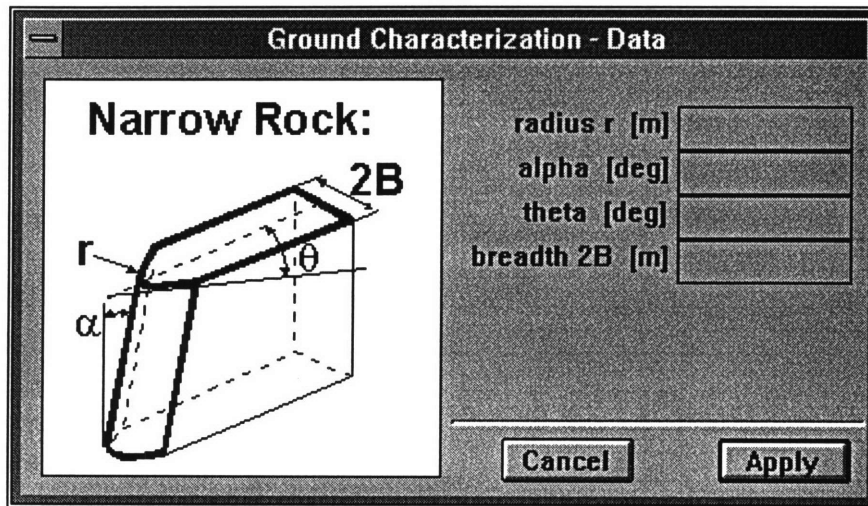 Ground Characterization - Data
Narrow Rock:
2B
r
θ
α
radius r [m]
alpha [deg]
theta [deg]
breadth 2B [m]
Cancel
Apply